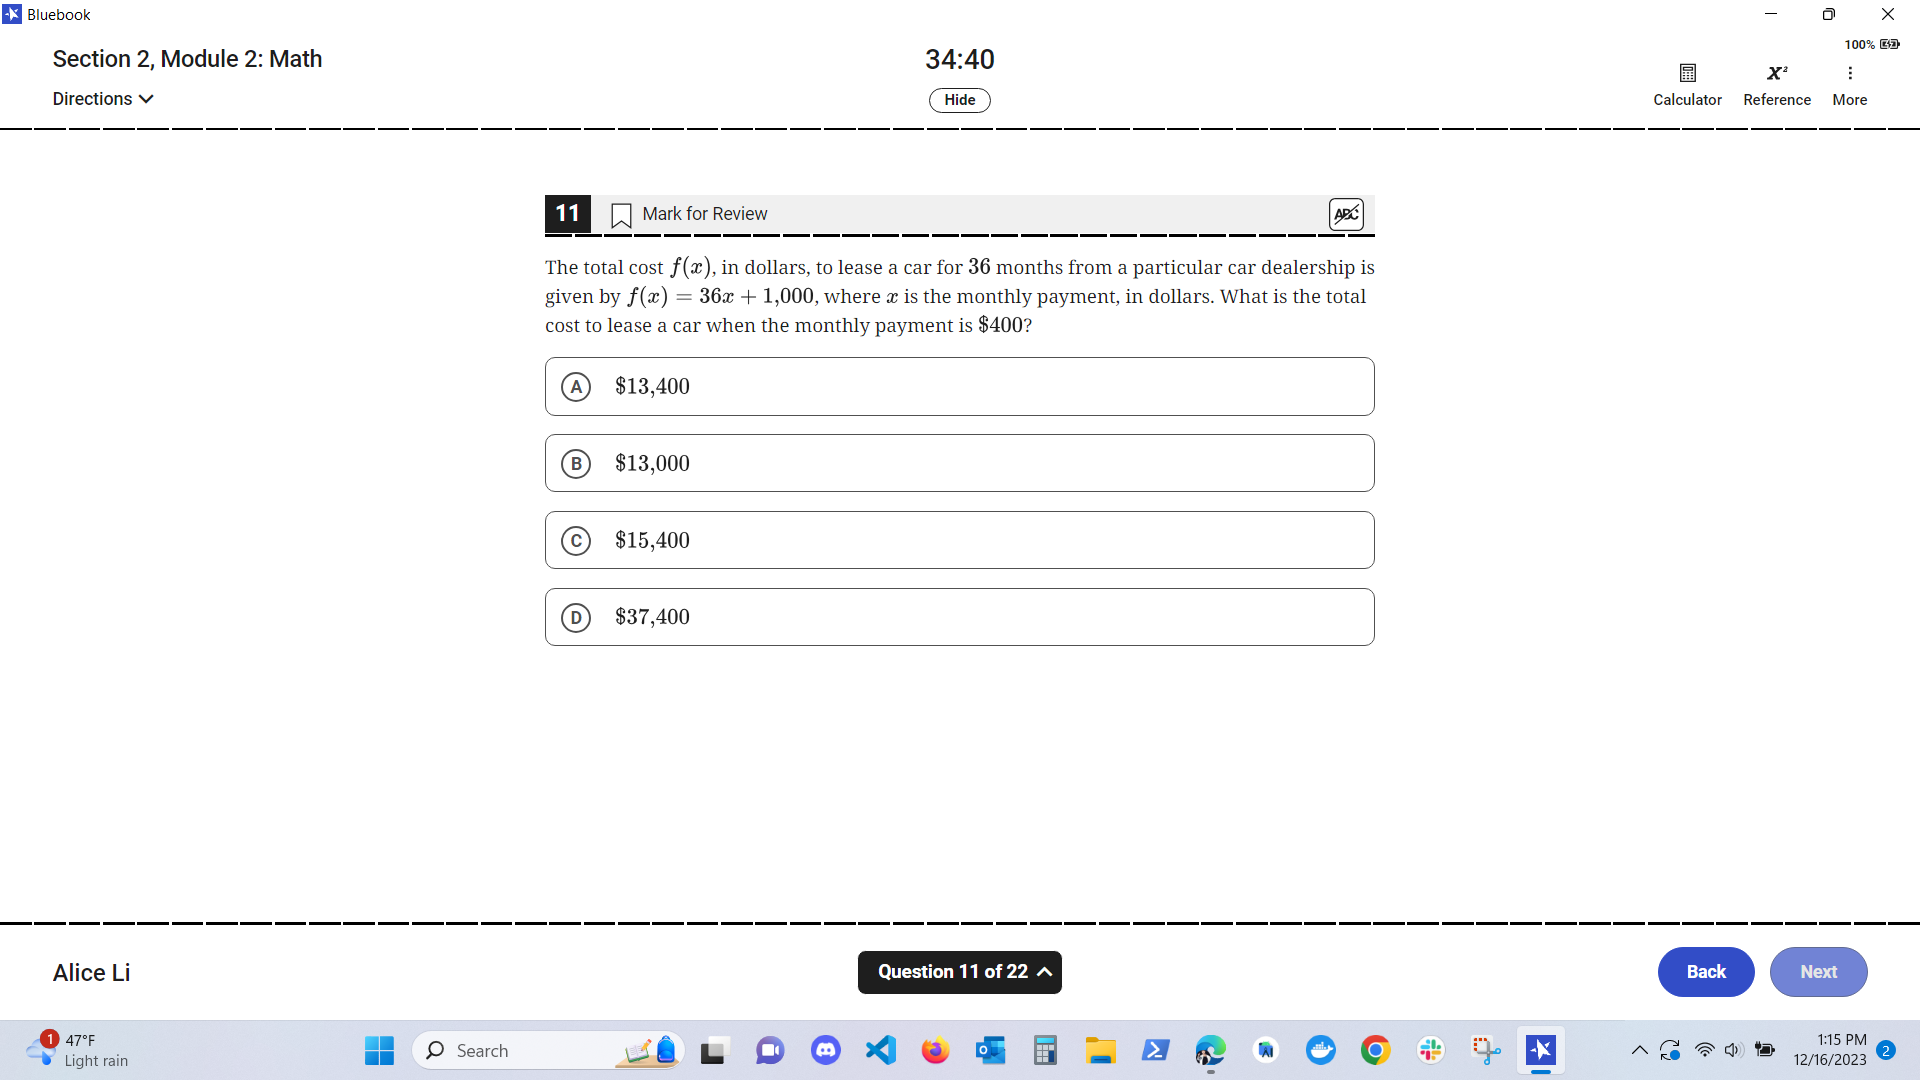 Bluebook
Section 2, Module 2: Math
34:40
100%
Directions
Hide
Calculator
Reference
More
11
Mark for Review
ABC
The total cost f(x), in dollars, to lease a car for 36 months from a particular car dealership is
given by f(x) = 36x + 1,000, where x is the monthly payment, in dollars. What is the total
cost to lease a car when the monthly payment is $400?
A $13,400
B $13,000
C $15,400
D $37,400
Alice Li
Question 11 of 22
Back
Next
1
47°F
Light rain
Search
1:15 PM
12/16/2023
2